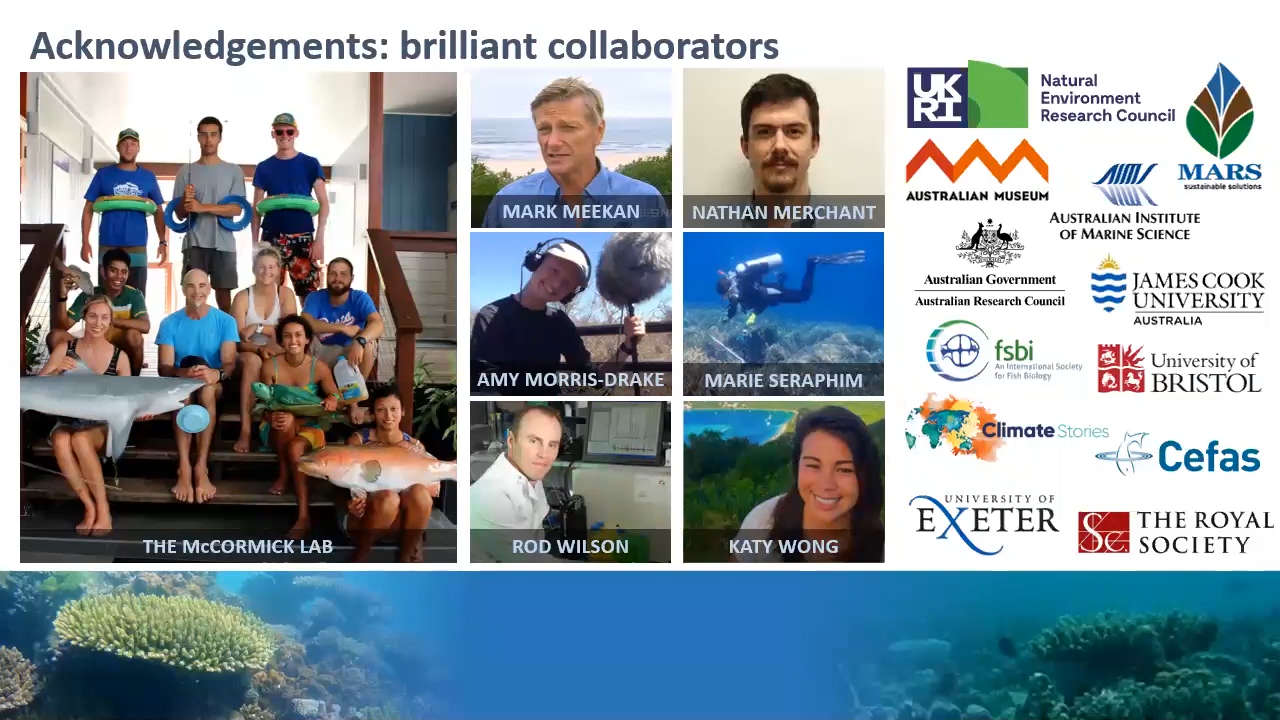 Acknowledgements: brilliant collaborators
THE McCORMICK LAB
MARK MEEKAN
NATHAN MERCHANT
AMY MORRIS-DRAKE
MARIE SERAPHIM
ROD WILSON
KATY WONG
UK
RI
Natural
Environment
Research Council
MARS
sustainable solutions
AUSTRALIAN MUSEUM
AUSTRALIAN INSTITUTE
OF MARINE SCIENCE
Australian Government
Australian Research Council
JAMES COOK
UNIVERSITY
AUSTRALIA
fsbi
An International Society
for Fish Biology
University of
BRISTOL
ClimateStories
Cefas
UNIVERSITY OF
EXETER
THE ROYAL
SOCIETY